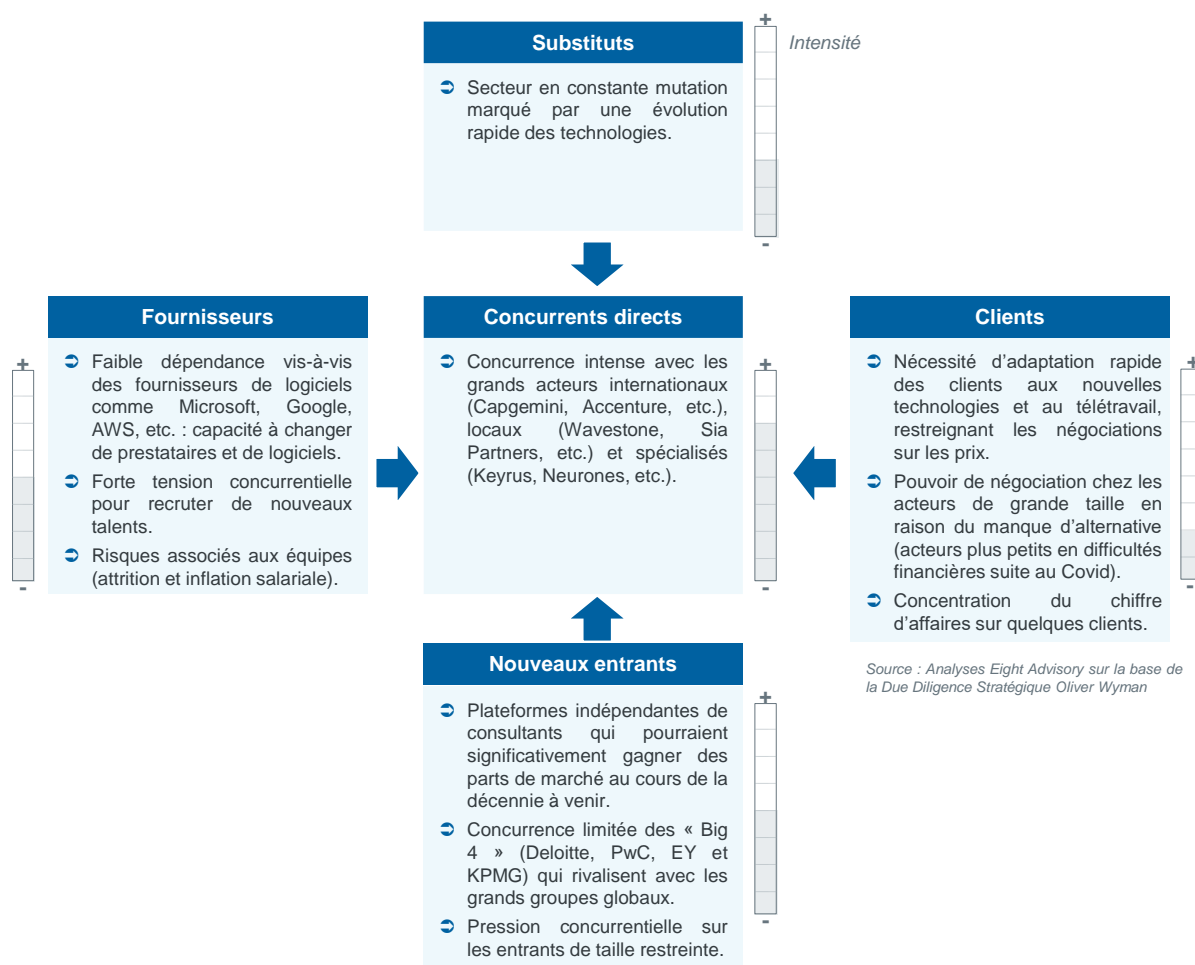 +
Substituts
Intensité
Secteur en constante mutation
marqué par une évolution
rapide des technologies.
-
Fournisseurs
+
Faible dépendance vis-à-vis
des fournisseurs de logiciels
comme Microsoft, Google,
AWS, etc. : capacité à changer
de prestataires et de logiciels.
Forte tension concurrentielle
pour recruter de nouveaux
talents.
Risques associés aux équipes
(attrition et inflation salariale).
-
Concurrents directs
+
Concurrence intense avec les
grands acteurs internationaux
(Capgemini, Accenture, etc.),
locaux (Wavestone, Sia
Partners, etc.) et spécialisés
(Keyrus, Neurones, etc.).
-
Clients
+
Nécessité d'adaptation rapide
des clients aux nouvelles
technologies et au télétravail,
restreignant les négociations
sur les prix.
Pouvoir de négociation chez les
acteurs de grande taille en
raison du manque d'alternative
(acteurs plus petits en difficultés
financières suite au Covid).
Concentration du chiffre
d'affaires sur quelques clients.
-
Source : Analyses Eight Advisory sur la base de
la Due Diligence Stratégique Oliver Wyman
Nouveaux entrants
+
Plateformes indépendantes de
consultants qui pourraient
significativement gagner des
parts de marché au cours de la
décennie à venir.
Concurrence limitée des « Big
4 » (Deloitte, PwC, EY et
KPMG) qui rivalisent avec les
grands groupes globaux.
Pression concurrentielle sur
les entrants de taille restreinte.
-